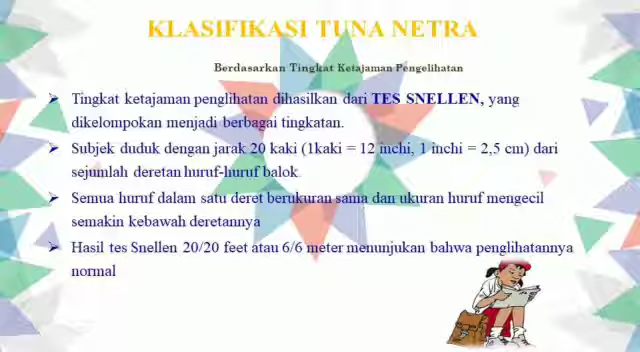 KLASIFIKASI TUNA NETRA
Berdasarkan Tingkat Ketajaman Pengelihatan
➢ Tingkat ketajaman penglihatan dihasilkan dari TES SNELLEN, yang
dikelompokan menjadi berbagai tingkatan.
➢ Subjek duduk dengan jarak 20 kaki (1kaki = 12 inchi, 1 inchi = 2,5 cm) dari
sejumlah deretan huruf-huruf balok.
➢ Semua huruf dalam satu deret berukuran sama dan ukuran huruf mengecil
semakin kebawah deretannya
➢ Hasil tes Snellen 20/20 feet atau 6/6 meter menunjukan bahwa penglihatannya
normal